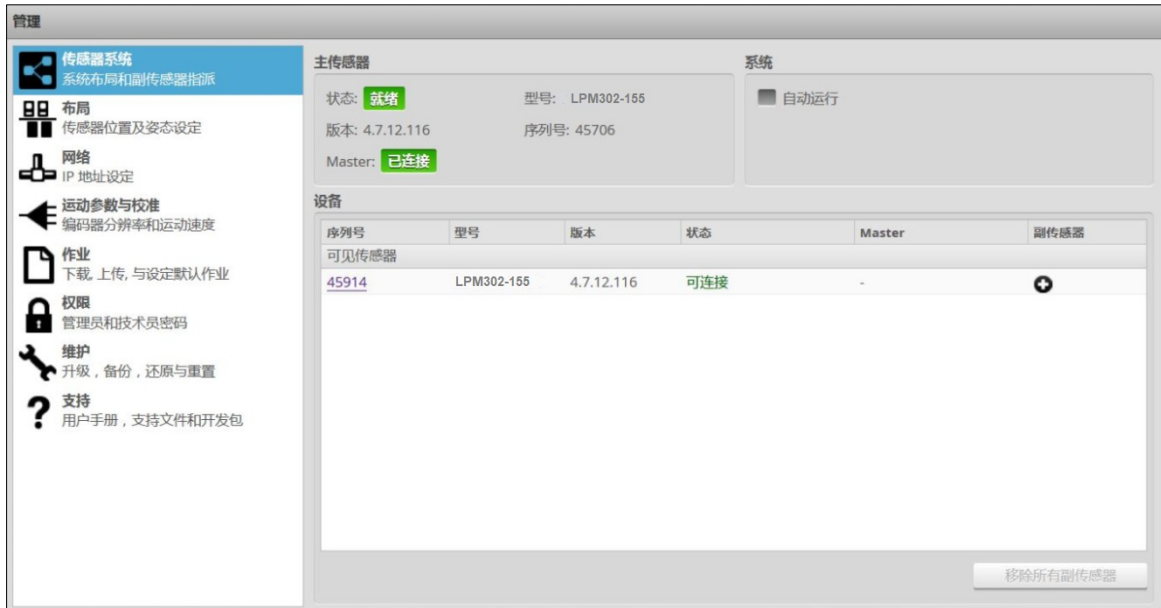 管理
传感器系统
系统布局和副传感器指派
布局
传感器位置及姿态设定
网络
IP 地址设定
运动参数与校准
编码器分辨率和运动速度
作业
下载, 上传, 与设定默认作业
权限
管理员和技术员密码
维护
升级 , 备份 , 还原与重置
支持
用户手册 , 支持文件和开发包
主传感器
状态: 就绪 型号: LPM302-155
版本: 4.7.12.116 序列号: 45706
Master: 已连接
系统
自动运行
设备
序列号 型号 版本 状态 Master 副传感器
可见传感器
45914 LPM302-155 4.7.12.116 可连接 -
移除所有副传感器